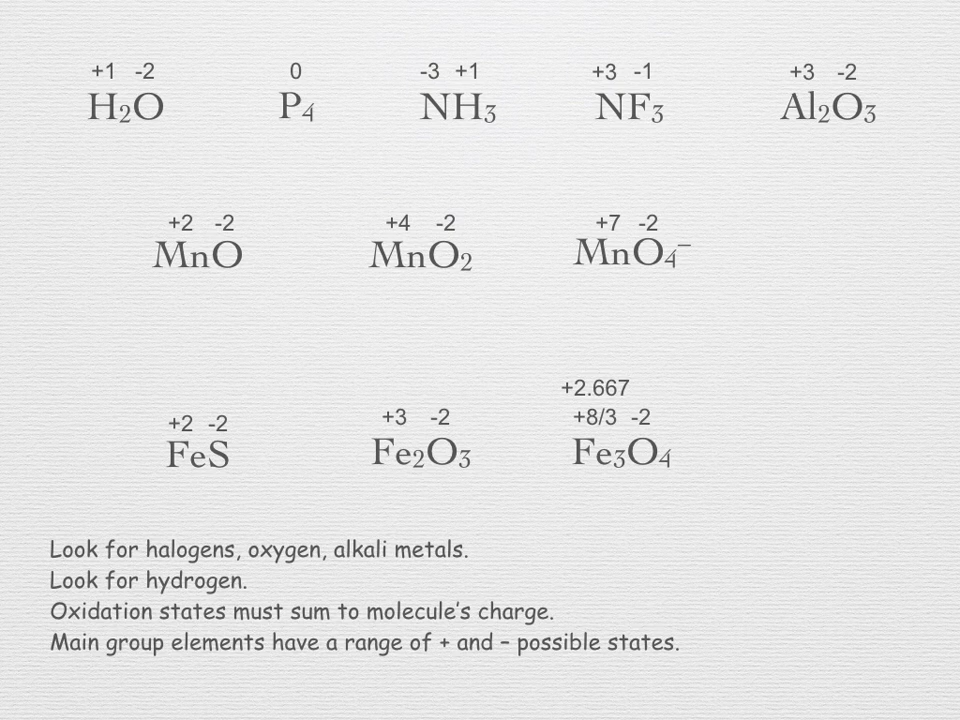 +1 -2 0 -3 +1 +3 -1 +3 -2
H₂O P₄ NH₃ NF₃ Al₂O₃
+2 -2 +4 -2 +7 -2
MnO MnO₂ MnO₄⁻
+2.667
+2 -2 +3 -2 +8/3 -2
FeS Fe₂O₃ Fe₃O₄
Look for halogens, oxygen, alkali metals.
Look for hydrogen.
Oxidation states must sum to molecule's charge.
Main group elements have a range of + and – possible states.